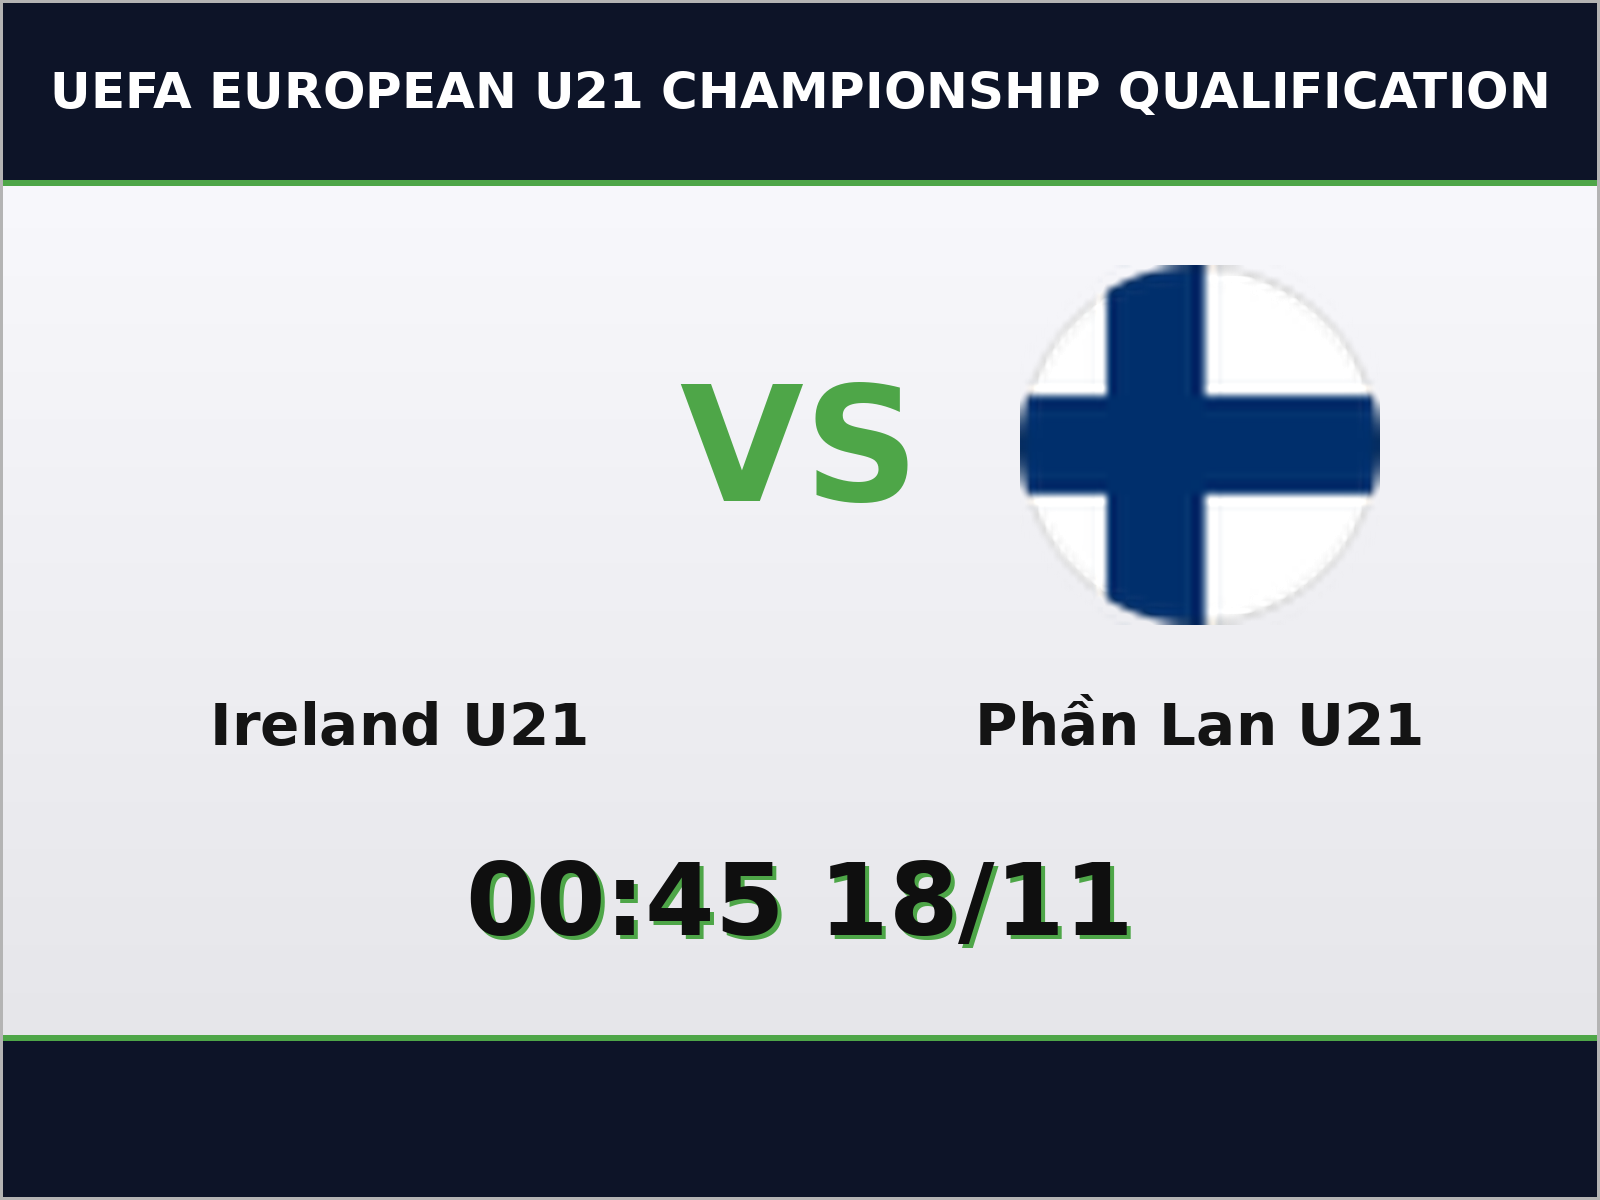 UEFA EUROPEAN U21 CHAMPIONSHIP QUALIFICATION
VS
Ireland U21
Phần Lan U21
00:45 18/11